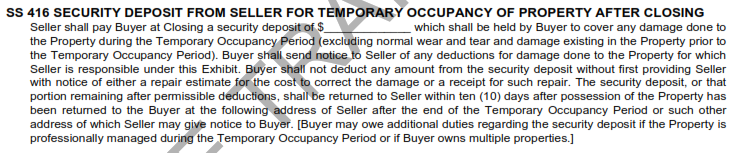 SS 416 SECURITY DEPOSIT FROM SELLER FOR TEMPORARY OCCUPANCY OF PROPERTY AFTER CLOSING
Seller shall pay Buyer at Closing a security deposit of $______________ which shall be held by Buyer to cover any damage done to
the Property during the Temporary Occupancy Period (excluding normal wear and tear and damage existing in the Property prior to
the Temporary Occupancy Period). Buyer shall give notice to Seller of any deductions for damage done to the Property for which
Seller is responsible under this Exhibit. Buyer shall not deduct any amount from the security deposit without first providing Seller
with notice of either a repair estimate for the cost to correct the damage or a receipt for such repair. The security deposit, or that
portion remaining after permissible deductions, shall be returned to Seller within ten (10) days after possession of the Property has
been returned to the Buyer at the following address of Seller after the end of the Temporary Occupancy Period or such other
address of which Seller may give notice to Buyer. [Buyer may owe additional duties regarding the security deposit if the Property is
professionally managed during the Temporary Occupancy Period or if Buyer owns multiple properties.]